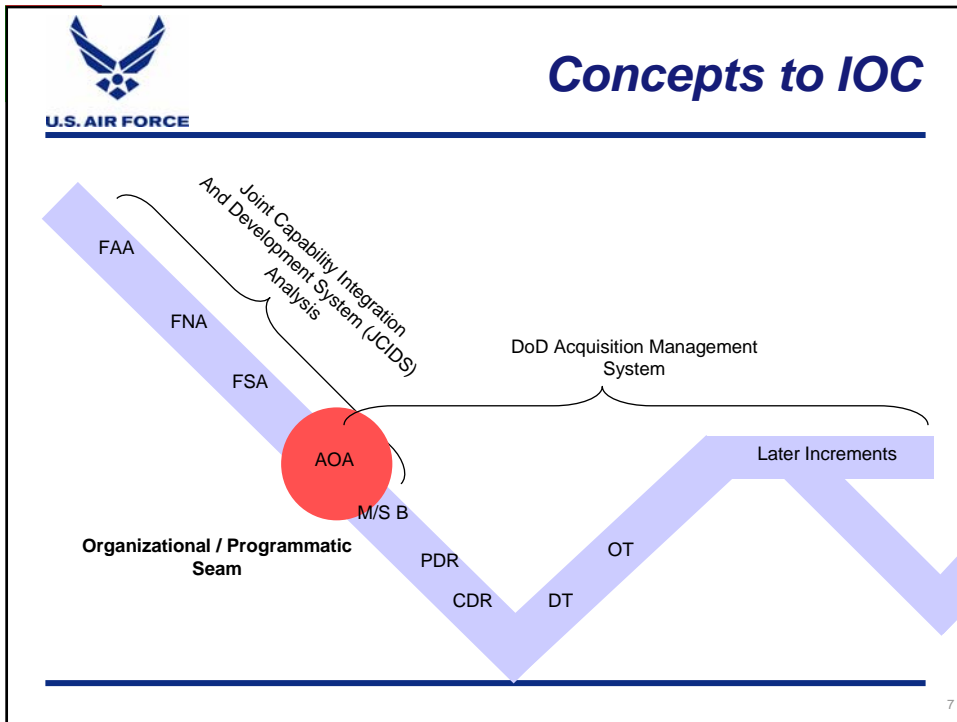 U.S. AIR FORCE
Concepts to IOC
Joint Capability Integration
And Development System (JCIDS)
Analysis
FAA
FNA
FSA
AOA
M/S B
Organizational / Programmatic
Seam
PDR
CDR
DT
OT
DoD Acquisition Management
System
Later Increments
7